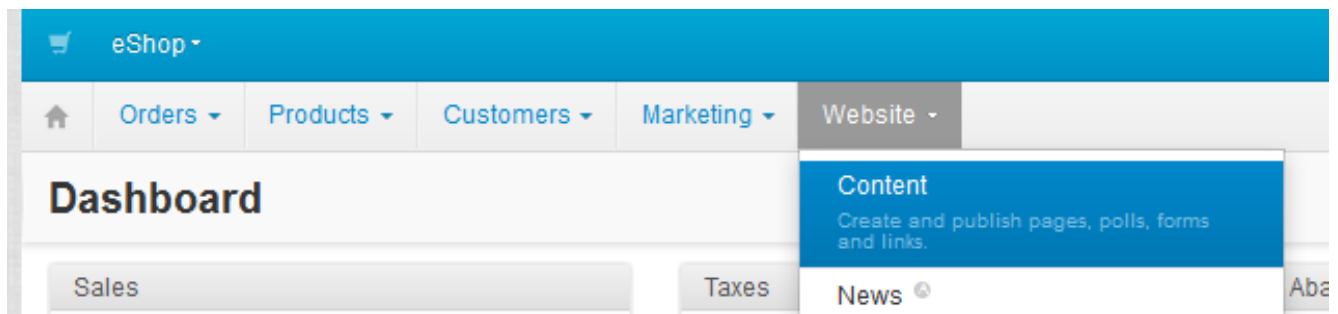 eShop
Orders Products Customers Marketing Website
Dashboard
Content
Create and publish pages, polls, forms
and links.
Sales Taxes News Aba